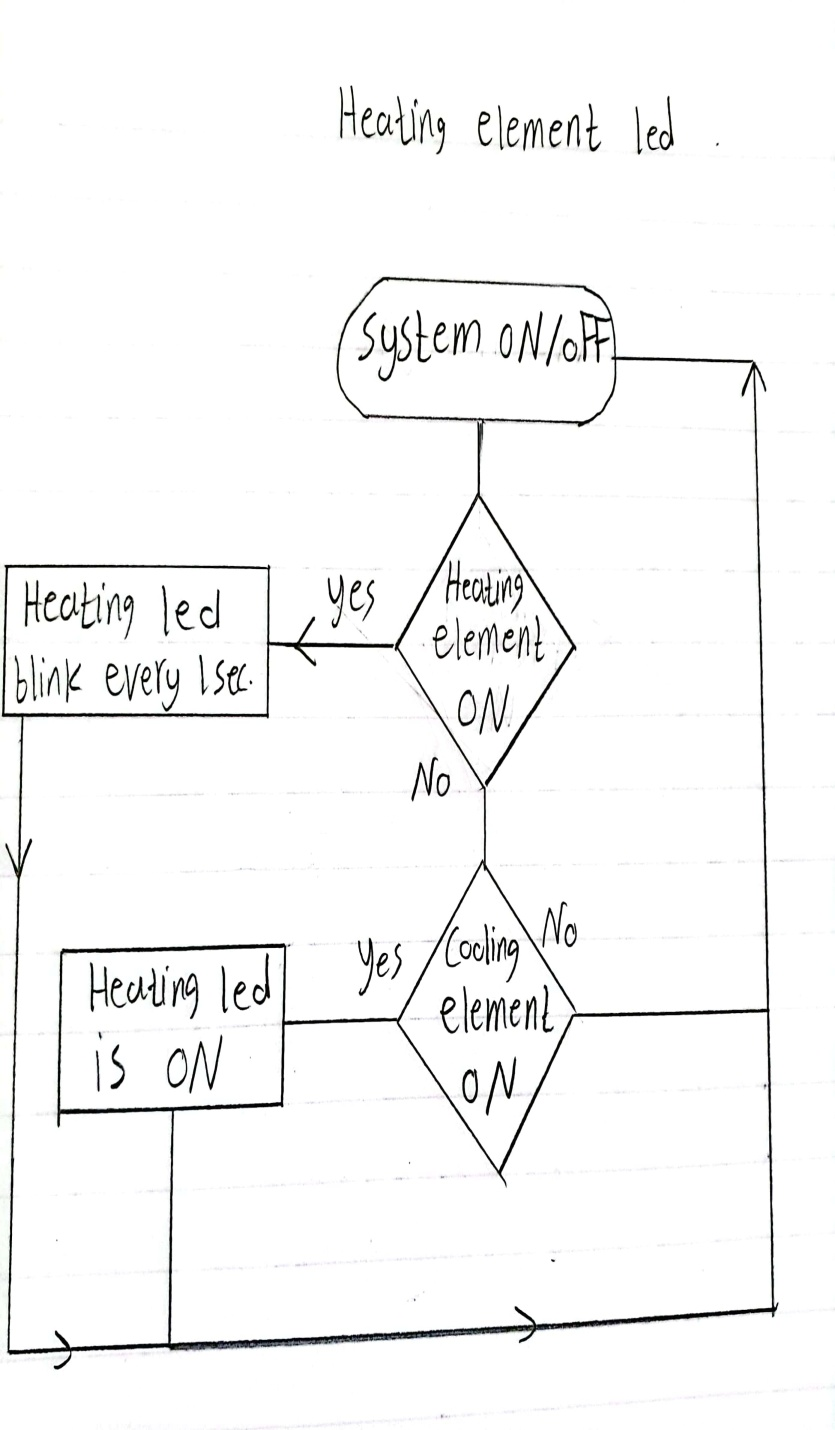 Heating element led .
system ON/OFF
Yes
Heating
element
ON
Heating led
blink every 1sec.
No
Yes
Cooling
element
ON
No
Heating led
is ON